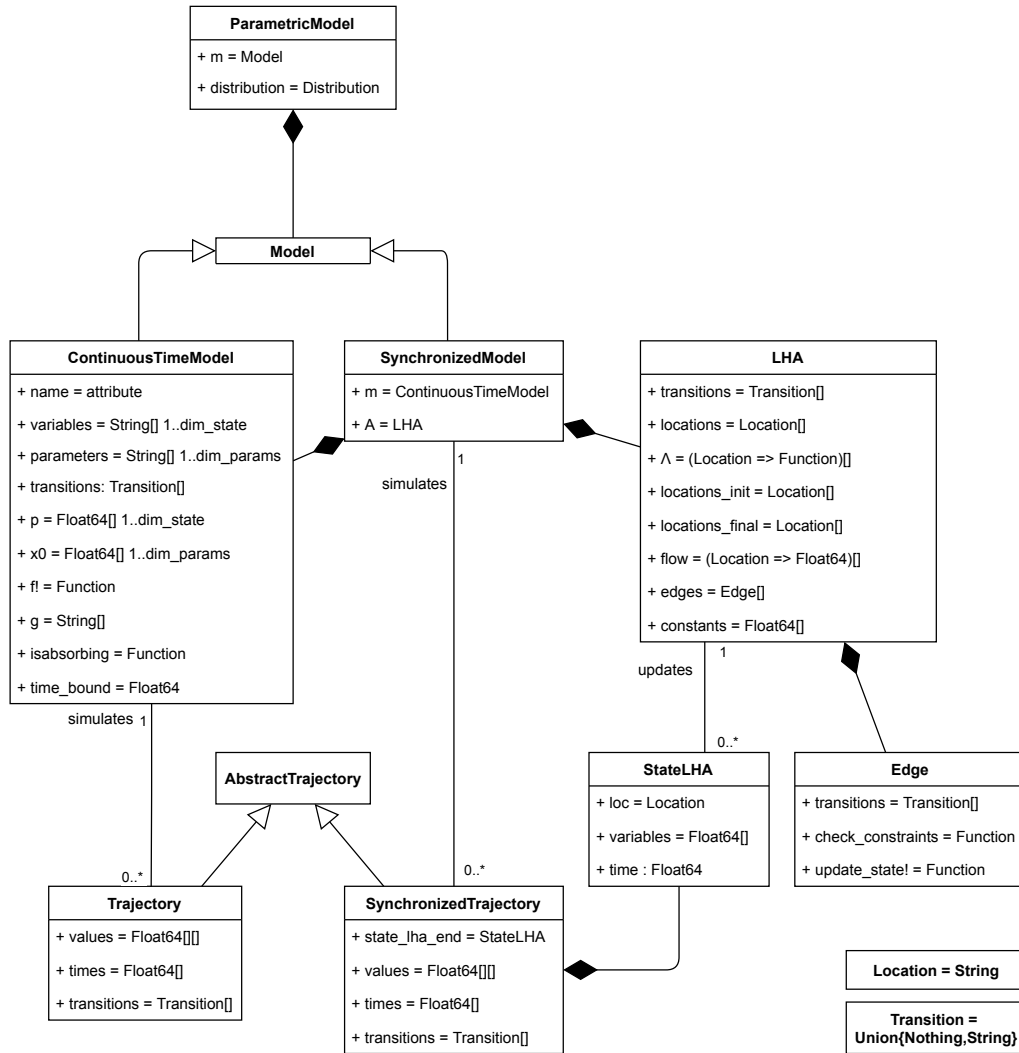 ParametricModel
+ m = Model
+ distribution = Distribution
Model
ContinuousTimeModel
+ name = attribute
+ variables = String[] 1..dim_state
+ parameters = String[] 1..dim_params
+ transitions: Transition[]
+ p = Float64[] 1..dim_state
+ x0 = Float64[] 1..dim_params
+ f! = Function
+ g = String[]
+ isabsorbing = Function
+ time_bound = Float64
SynchronizedModel
+ m = ContinuousTimeModel
+ A = LHA
LHA
+ transitions = Transition[]
+ locations = Location[]
+ Λ = (Location => Function)[]
+ locations_init = Location[]
+ locations_final = Location[]
+ flow = (Location => Float64)[]
+ edges = Edge[]
+ constants = Float64[]
1
simulates
updates
1
simulates
1
0..*
AbstractTrajectory
StateLHA
+ loc = Location
+ variables = Float64[]
+ time : Float64
Edge
+ transitions = Transition[]
+ check_constraints = Function
+ update_state! = Function
0..*
0..*
Trajectory
+ values = Float64[][]
+ times = Float64[]
+ transitions = Transition[]
SynchronizedTrajectory
+ state_lha_end = StateLHA
+ values = Float64[][]
+ times = Float64[]
+ transitions = Transition[]
Location = String
Transition =
Union{Nothing,String}